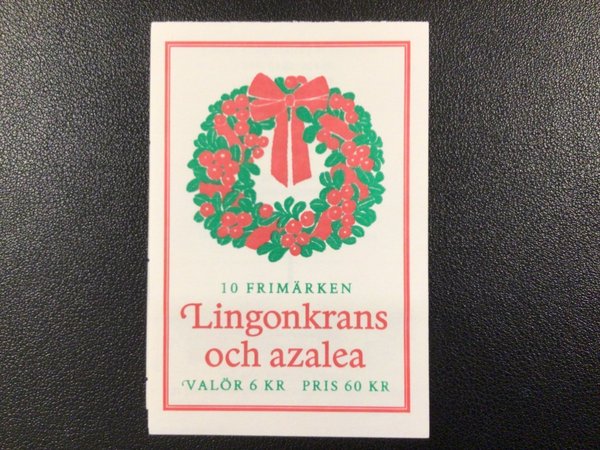 10 FRIMÄRKEN
Lingonkrans
och azalea
VALÖR 6 KR PRIS 60 KR